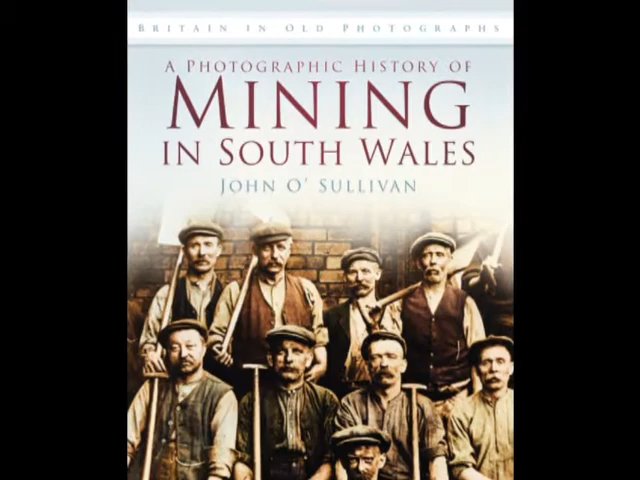 BRITAIN IN OLD PHOTOGRAPHS
A PHOTOGRAPHIC HISTORY OF
MINING
IN SOUTH WALES
JOHN O' SULLIVAN